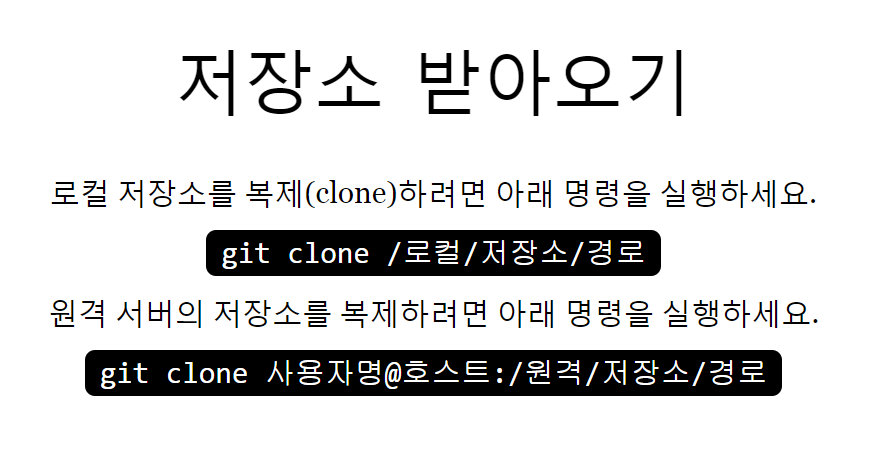 저장소 받아오기
로컬 저장소를 복제(clone)하려면 아래 명령을 실행하세요.
git clone /로컬/저장소/경로
원격 서버의 저장소를 복제하려면 아래 명령을 실행하세요.
git clone 사용자명@호스트:/원격/저장소/경로